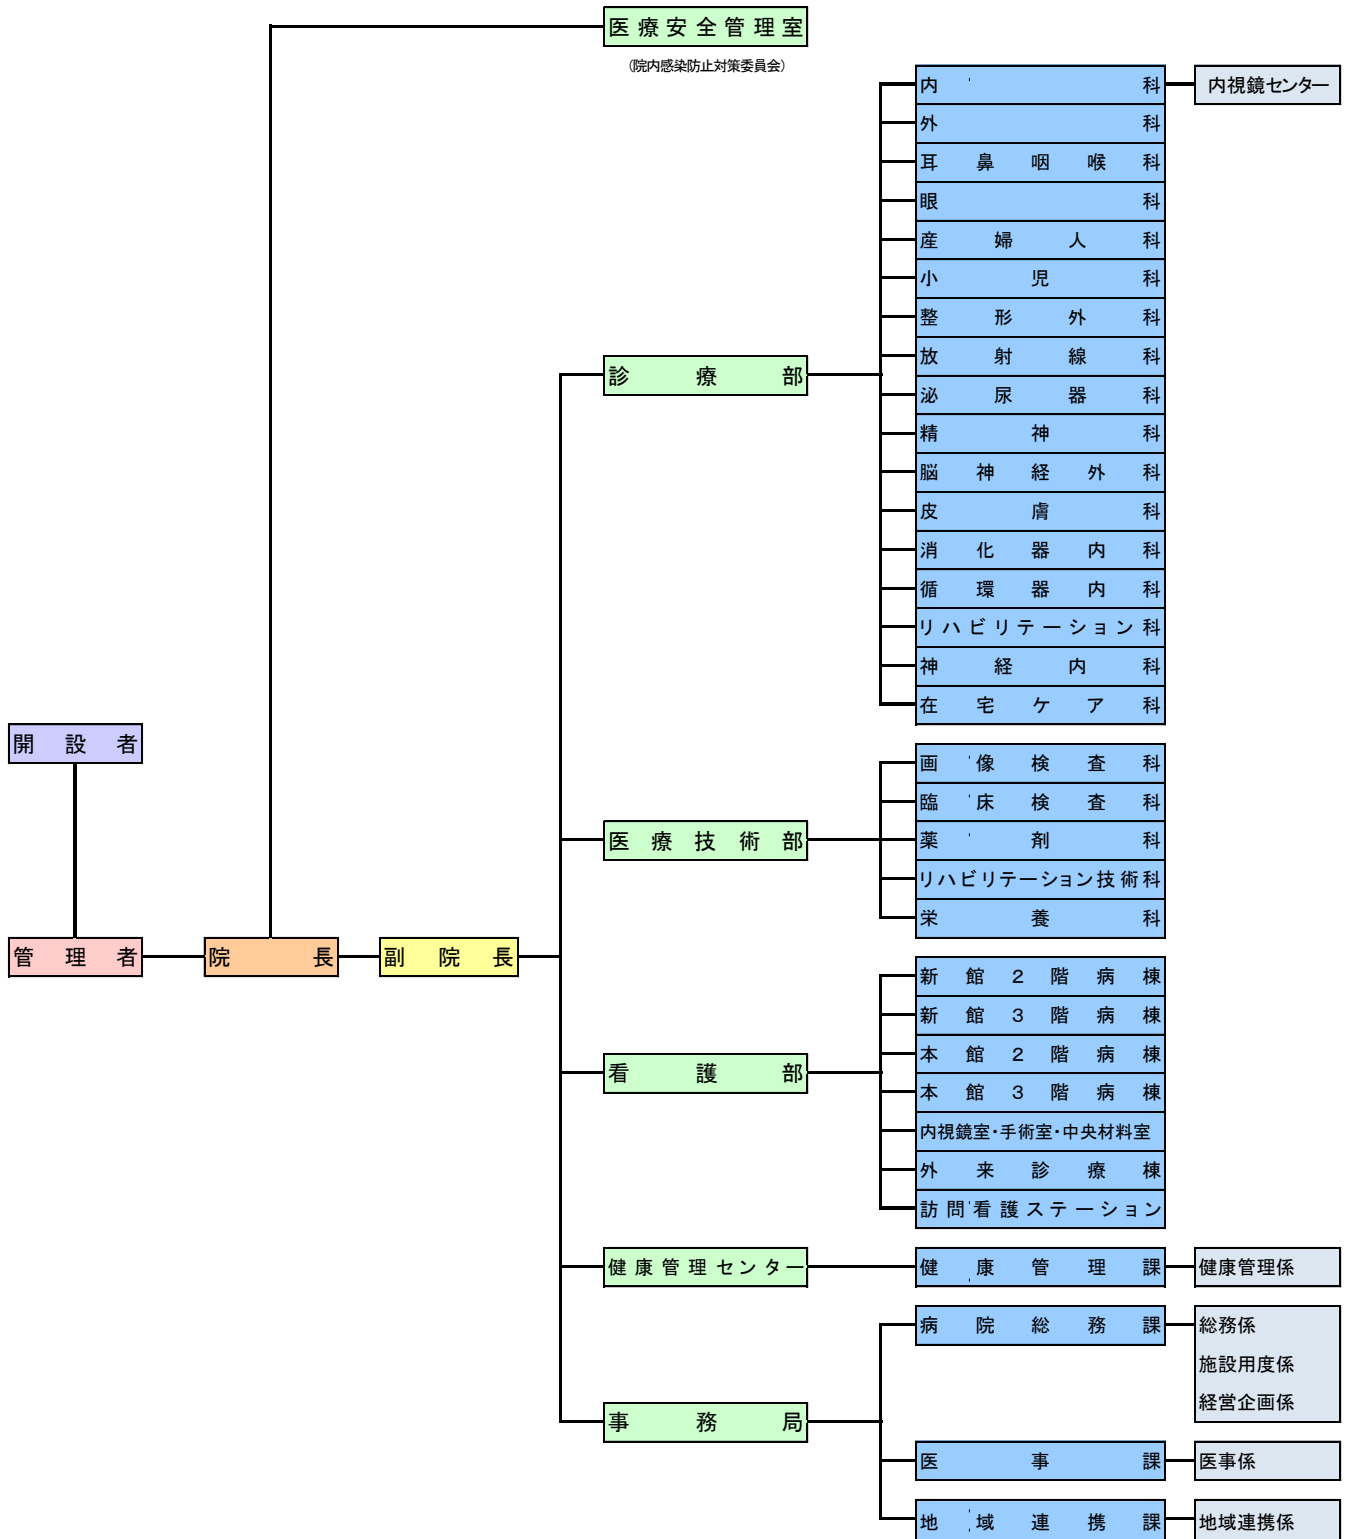 医療安全管理室
(院内感染防止対策委員会)
内科
内視鏡センター
外科
耳鼻咽喉科
眼科
産婦人科
小児科
整形外科
放射線科
診療部
泌尿器科
精神科
脳神経外科
皮膚科
消化器内科
循環器内科
リハビリテーション科
神経内科
在宅ケア科
開設者
画像検査科
臨床検査科
医療技術部
薬剤科
リハビリテーション技術科
栄養科
管理者
院長
副院長
新館2階病棟
新館3階病棟
本館2階病棟
看護部
本館3階病棟
内視鏡室・手術室・中央材料室
外来診療棟
訪問看護ステーション
健康管理センター
健康管理課
健康管理係
病院総務課
総務係
施設用度係
経営企画係
事務局
医事課
医事係
地域連携課
地域連携係